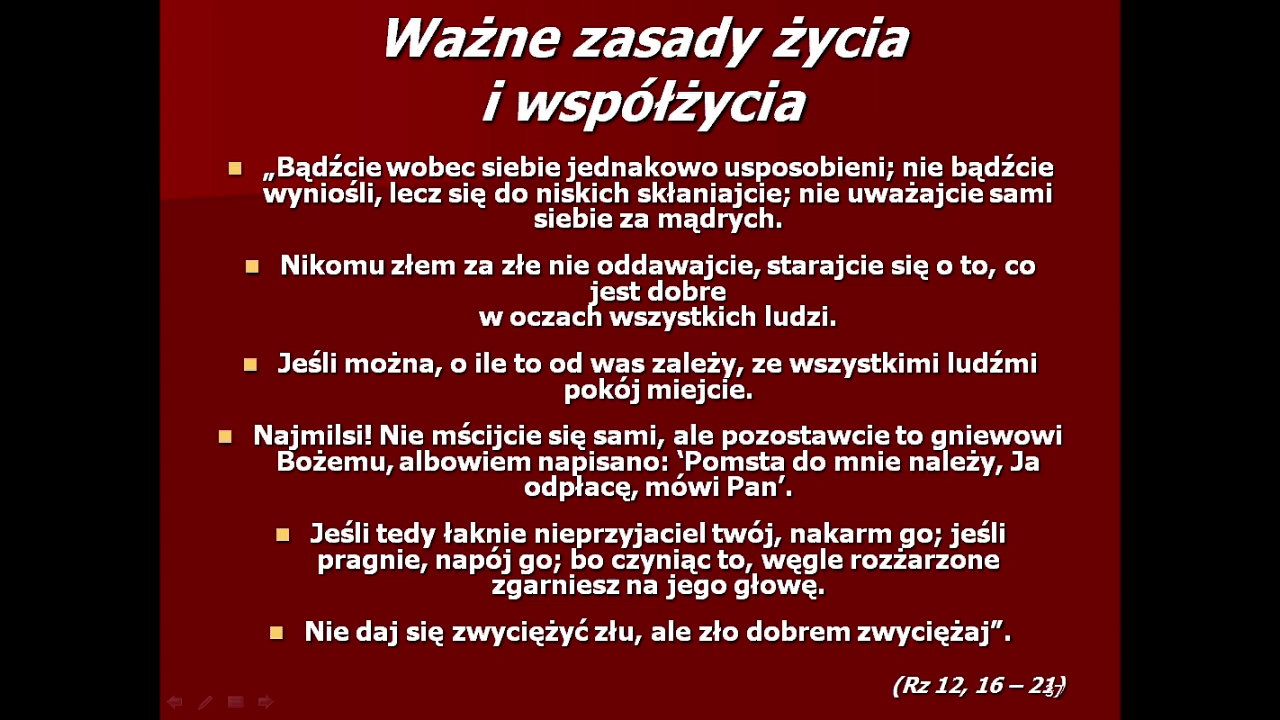 Ważne zasady życia
i współżycia
„Bądźcie wobec siebie jednakowo usposobieni; nie bądźcie
wyniośli, lecz się do niskich skłaniajcie; nie uważajcie sami
siebie za mądrych.
Nikomu złem za złe nie oddawajcie, starajcie się o to, co
jest dobre
w oczach wszystkich ludzi.
Jeśli można, o ile to od was zależy, ze wszystkimi ludźmi
pokój miejcie.
Najmilsi! Nie mścijcie się sami, ale pozostawcie to gniewowi
Bożemu, albowiem napisano: ‘Pomsta do mnie należy, Ja
odpłacę, mówi Pan’.
Jeśli tedy łaknie nieprzyjaciel twój, nakarm go; jeśli
pragnie, napój go; bo czyniąc to, węgle rozżarzone
zgarniesz na jego głowę.
Nie daj się zwyciężyć złu, ale zło dobrem zwyciężaj”.
(Rz 12, 16 – 21)
37